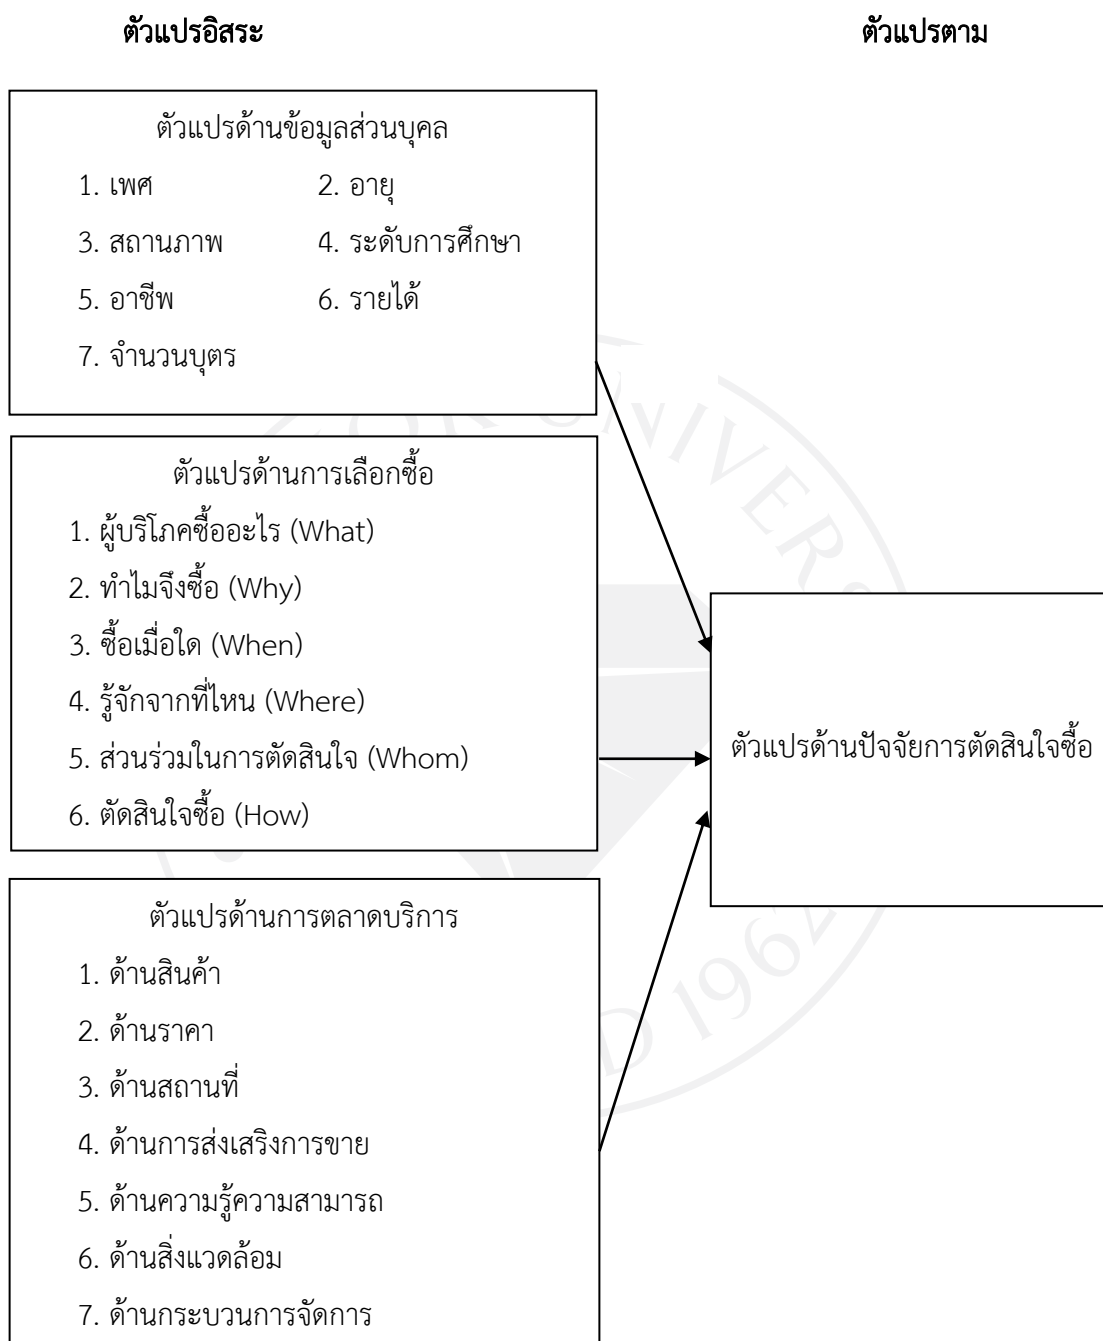 ตัวแปรอิสระ ตัวแปรตาม
ตัวแปรด้านข้อมูลส่วนบุคล
1. เพศ 2. อายุ
3. สถานภาพ 4. ระดับการศึกษา
5. อาชีพ 6. รายได้
7. จำนวนบุตร
ตัวแปรด้านการเลือกซื้อ
1. ผู้บริโภคซื้ออะไร (What)
2. ทำไมจึงซื้อ (Why)
3. ซื้อเมื่อใด (When)
4. รู้จักจากที่ไหน (Where)
5. ส่วนร่วมในการตัดสินใจ (Whom)
6. ตัดสินใจซื้อ (How)
ตัวแปรด้านปัจจัยการตัดสินใจซื้อ
ตัวแปรด้านการตลาดบริการ
1. ด้านสินค้า
2. ด้านราคา
3. ด้านสถานที่
4. ด้านการส่งเสริงการขาย
5. ด้านความรู้ความสามารถ
6. ด้านสิ่งแวดล้อม
7. ด้านกระบวนการจัดการ